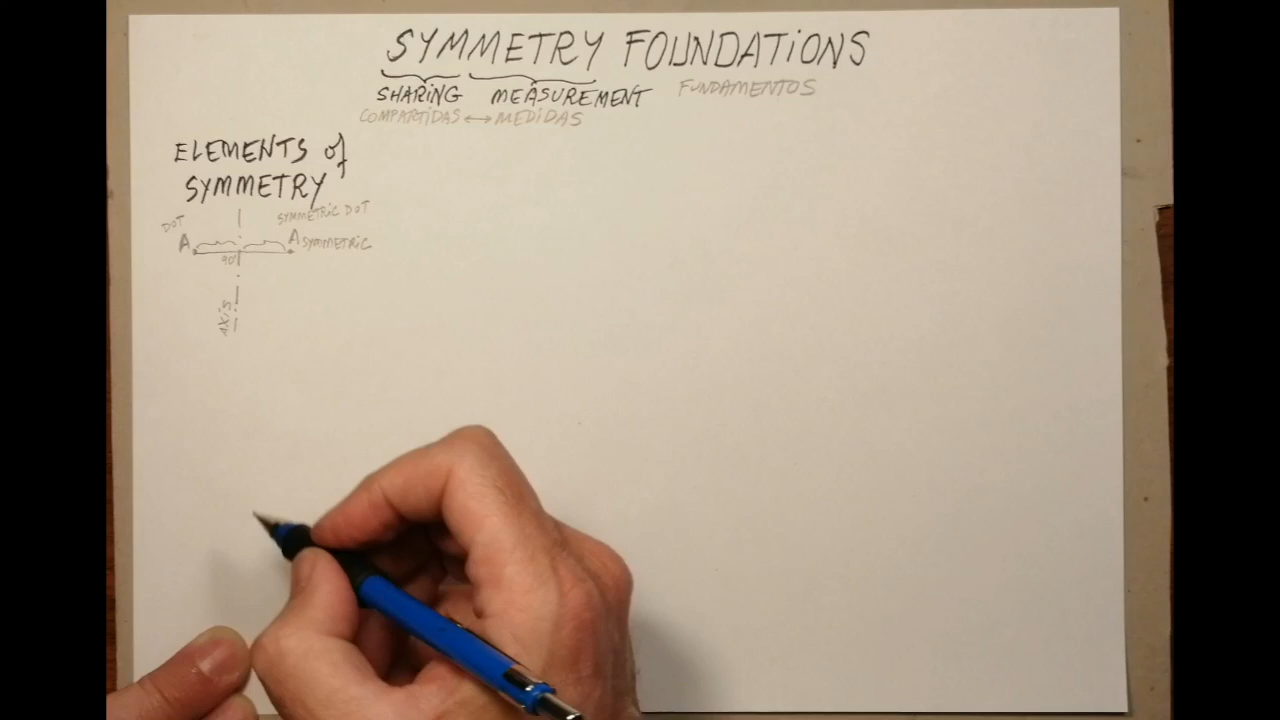 SYMMETRY FOUNDATIONS
SHARING MEASUREMENT FUNDAMENTOS
COMPARTIDAS ↔ MEDIDAS
ELEMENTS of
SYMMETRY
DOT SYMMETRIC DOT
A A SYMMETRIC
90°
AXIS